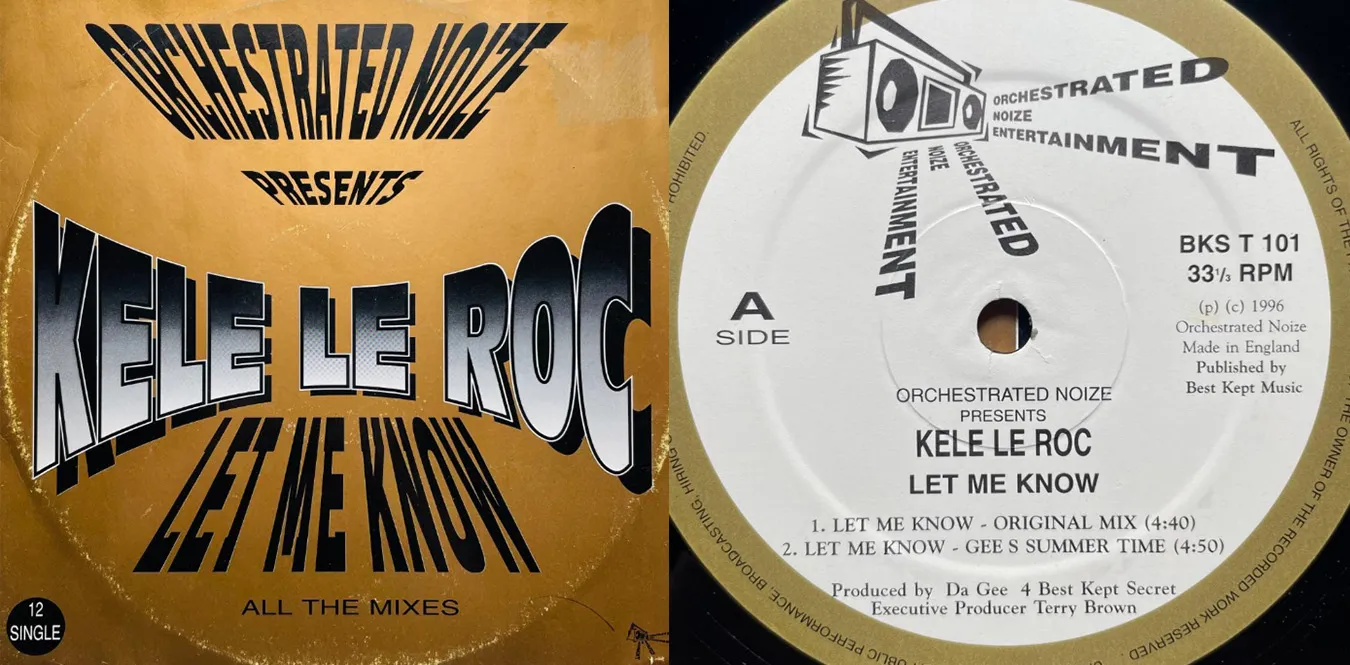 ORCHESTRATED NOIZE
PRESENTS
KELE LE ROC
LET ME KNOW
ALL THE MIXES
12
SINGLE
ORCHESTRATED
NOIZE
ENTERTAINMENT
ORCHESTRATED
NOIZE
ENTERTAINMENT
BKS T 101
33⅓ RPM
(p) (c) 1996
Orchestrated Noize
Made in England
Published by
Best Kept Music
A
SIDE
ORCHESTRATED NOIZE
PRESENTS
KELE LE ROC
LET ME KNOW
1. LET ME KNOW - ORIGINAL MIX (4:40)
2. LET ME KNOW - GEE S SUMMER TIME (4:50)
Produced by Da Gee 4 Best Kept Secret
Executive Producer Terry Brown
ALL RIGHTS OF THE
THE OWNER OF THE RECORDED WORK RESERVED.
PUBLIC PERFORMANCE, BROADCASTING, HIRING